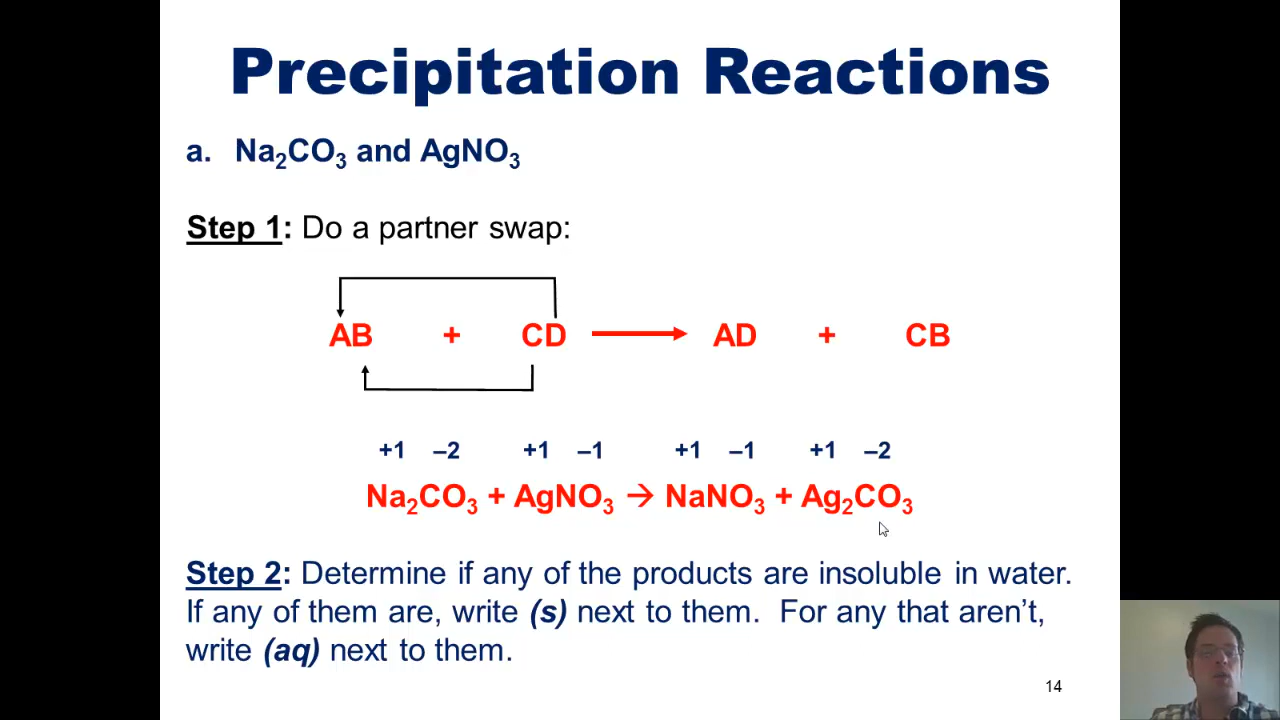 Precipitation Reactions
a. Na₂CO₃ and AgNO₃
Step 1: Do a partner swap:
AB + CD AD + CB
+1 –2 +1 –1 +1 –1 +1 –2
Na₂CO₃ + AgNO₃ → NaNO₃ + Ag₂CO₃
Step 2: Determine if any of the products are insoluble in water.
If any of them are, write (s) next to them. For any that aren’t,
write (aq) next to them.
14